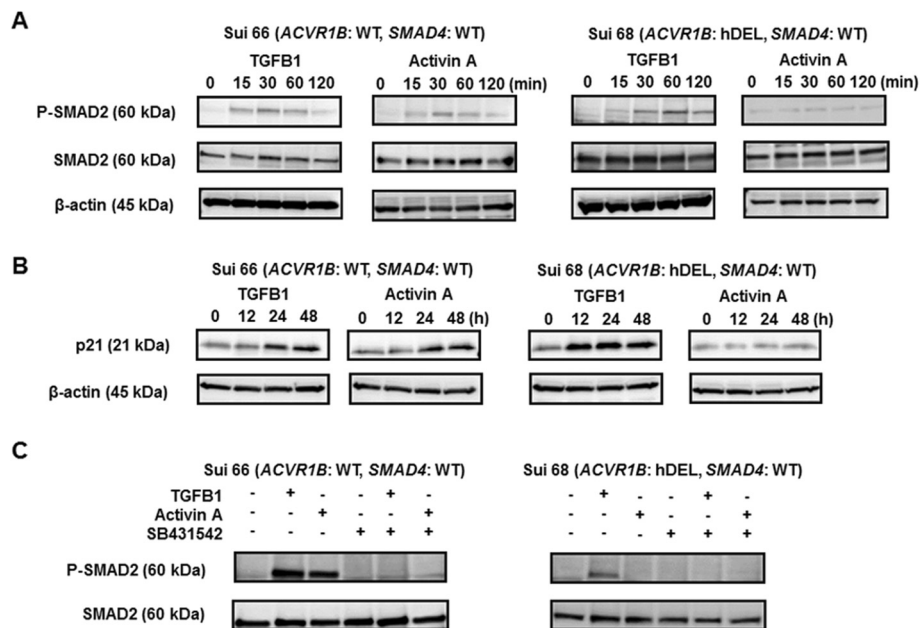 A
Sui 66 (ACVR1B: WT, SMAD4: WT) Sui 68 (ACVR1B: hDEL, SMAD4: WT)
TGFB1 Activin A TGFB1 Activin A
0 15 30 60 120 0 15 30 60 120 (min) 0 15 30 60 120 0 15 30 60 120 (min)
P-SMAD2 (60 kDa)
SMAD2 (60 kDa)
β-actin (45 kDa)
B
Sui 66 (ACVR1B: WT, SMAD4: WT) Sui 68 (ACVR1B: hDEL, SMAD4: WT)
TGFB1 Activin A TGFB1 Activin A
0 12 24 48 0 12 24 48 (h) 0 12 24 48 0 12 24 48 (h)
p21 (21 kDa)
β-actin (45 kDa)
C
Sui 66 (ACVR1B: WT, SMAD4: WT) Sui 68 (ACVR1B: hDEL, SMAD4: WT)
TGFB1 - + - - + - - + - - + -
Activin A - - + - - + - - + - - +
SB431542 - - - + + + - - - + + +
P-SMAD2 (60 kDa)
SMAD2 (60 kDa)